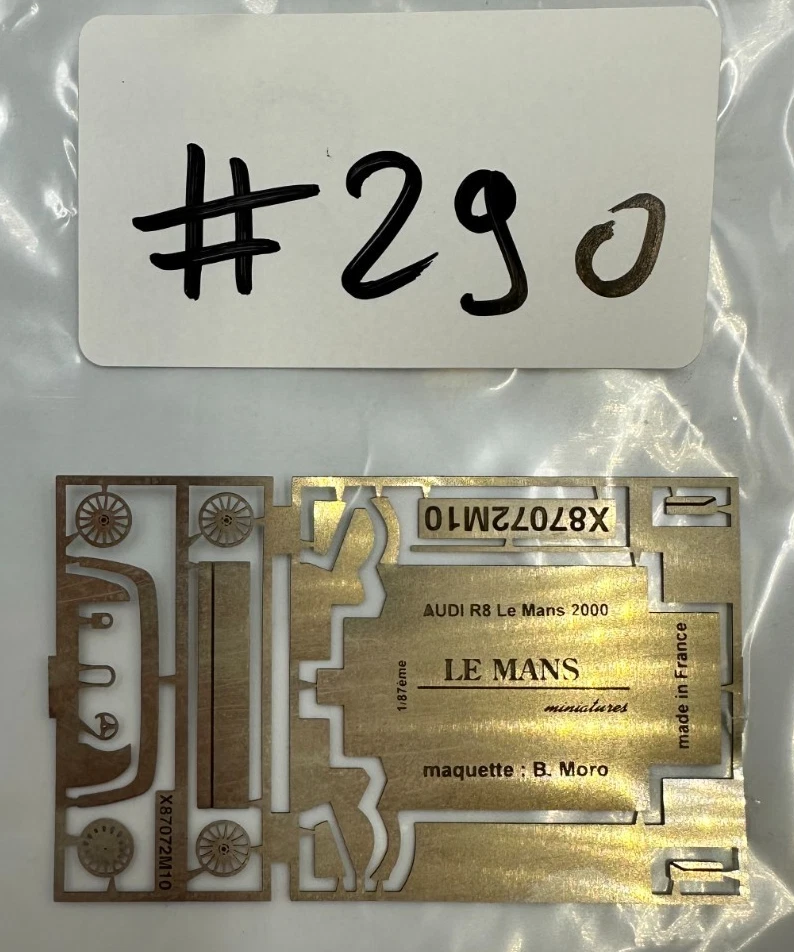 #290
X87072M10
AUDI R8 Le Mans 2000
1/87ème
LE MANS
miniatures
made in France
maquette : B. Moro
X87072M10